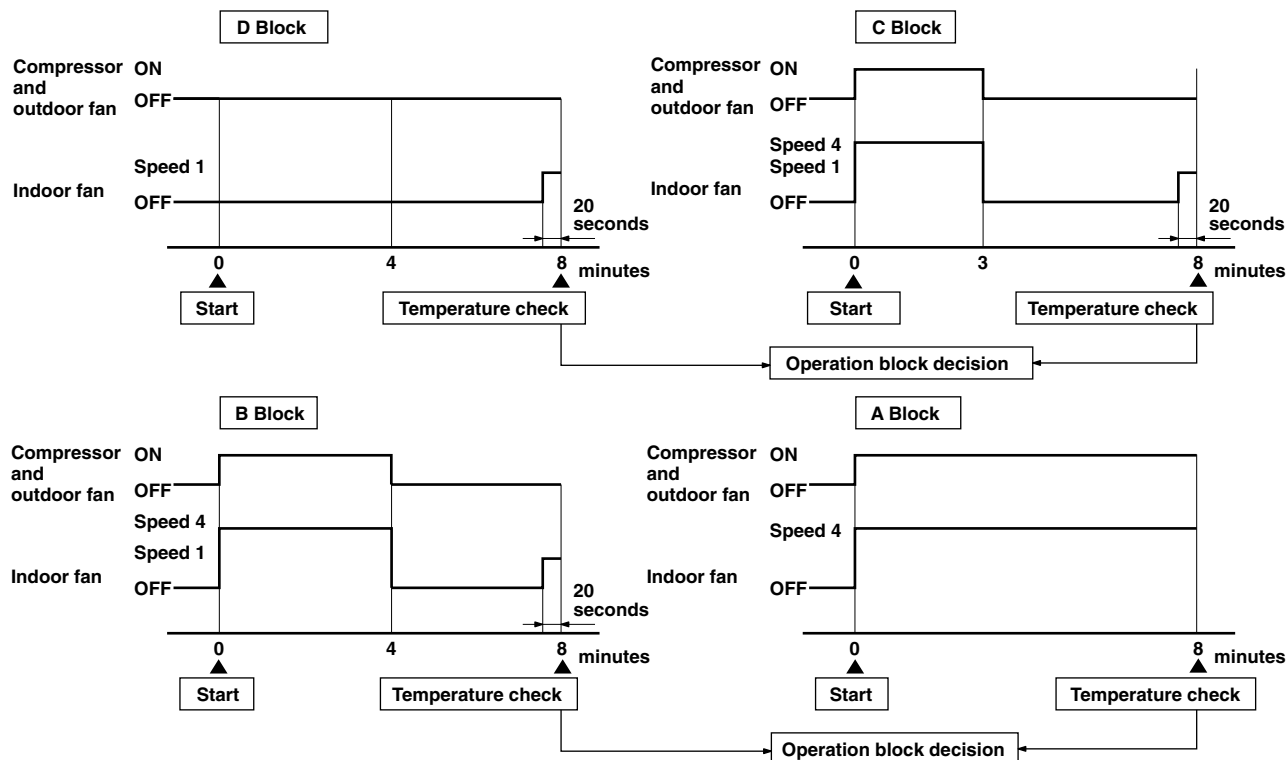 D Block
Compressor
and
outdoor fan
ON
OFF
Speed 1
Indoor fan
OFF
20
seconds
0
4
8
minutes
Start
Temperature check
C Block
Compressor
and
outdoor fan
ON
OFF
Speed 4
Speed 1
Indoor fan
OFF
20
seconds
0
3
8
minutes
Start
Temperature check
Operation block decision
B Block
Compressor
and
outdoor fan
ON
OFF
Speed 4
Speed 1
Indoor fan
OFF
20
seconds
0
4
8
minutes
Start
Temperature check
A Block
Compressor
and
outdoor fan
ON
OFF
Speed 4
Indoor fan
OFF
0
8
minutes
Start
Temperature check
Operation block decision